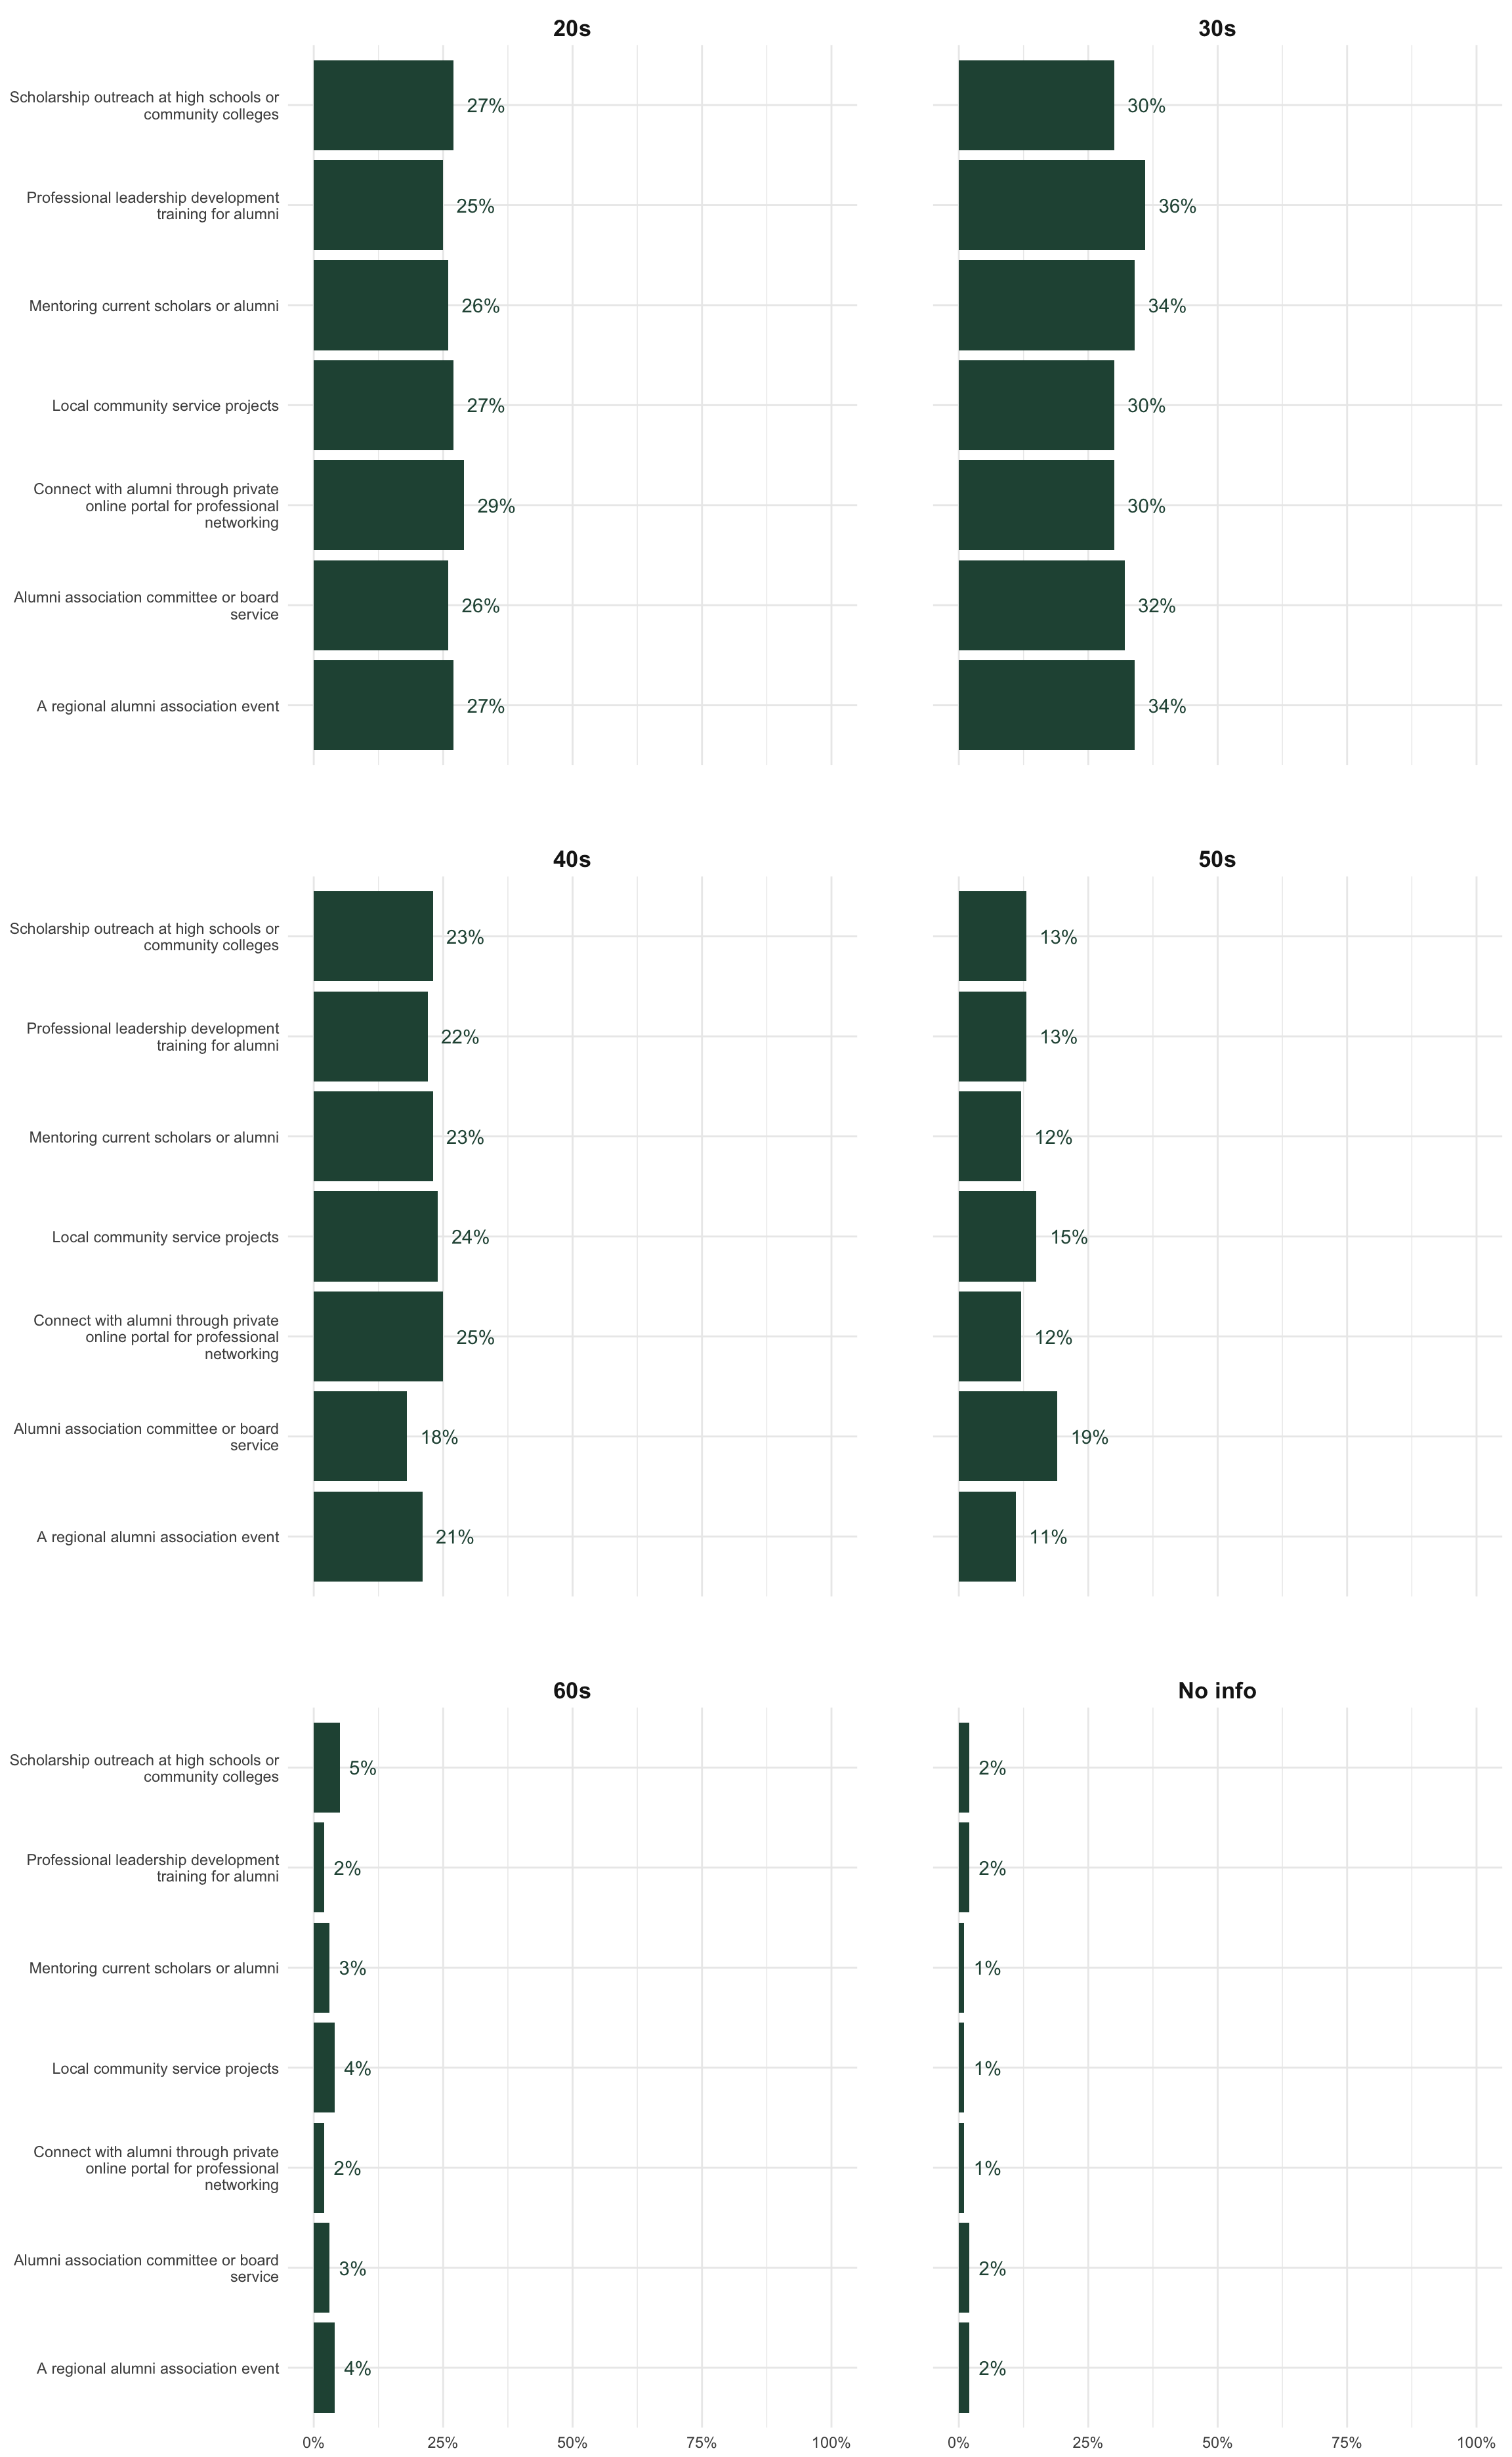 20s
30s
Scholarship outreach at high schools or
community colleges
27%
30%
Professional leadership development
training for alumni
25%
36%
Mentoring current scholars or alumni
26%
34%
Local community service projects
27%
30%
Connect with alumni through private
online portal for professional
networking
29%
30%
Alumni association committee or board
service
26%
32%
A regional alumni association event
27%
34%
40s
50s
Scholarship outreach at high schools or
community colleges
23%
13%
Professional leadership development
training for alumni
22%
13%
Mentoring current scholars or alumni
23%
12%
Local community service projects
24%
15%
Connect with alumni through private
online portal for professional
networking
25%
12%
Alumni association committee or board
service
18%
19%
A regional alumni association event
21%
11%
60s
No info
Scholarship outreach at high schools or
community colleges
5%
2%
Professional leadership development
training for alumni
2%
2%
Mentoring current scholars or alumni
3%
1%
Local community service projects
4%
1%
Connect with alumni through private
online portal for professional
networking
2%
1%
Alumni association committee or board
service
3%
2%
A regional alumni association event
4%
2%
0% 25% 50% 75% 100%
0% 25% 50% 75% 100%